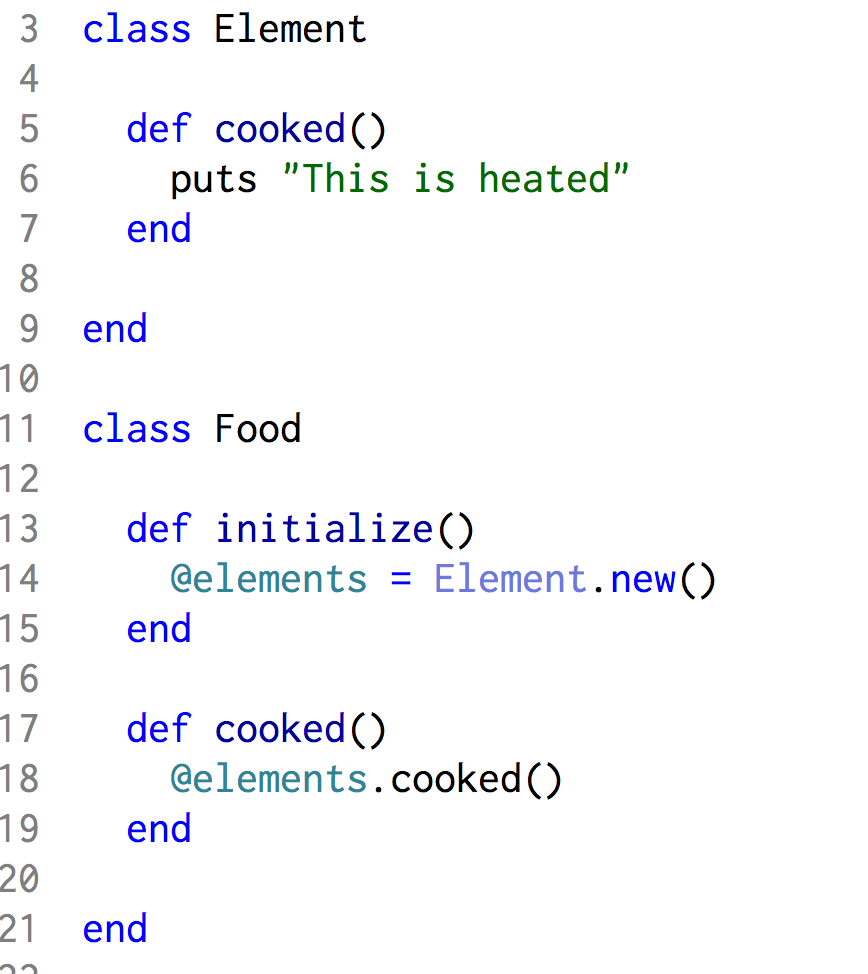 3 class Element
4
5 def cooked()
6 puts "This is heated"
7 end
8
9 end
10
11 class Food
12
13 def initialize()
14 @elements = Element.new()
15 end
16
17 def cooked()
18 @elements.cooked()
19 end
20
21 end